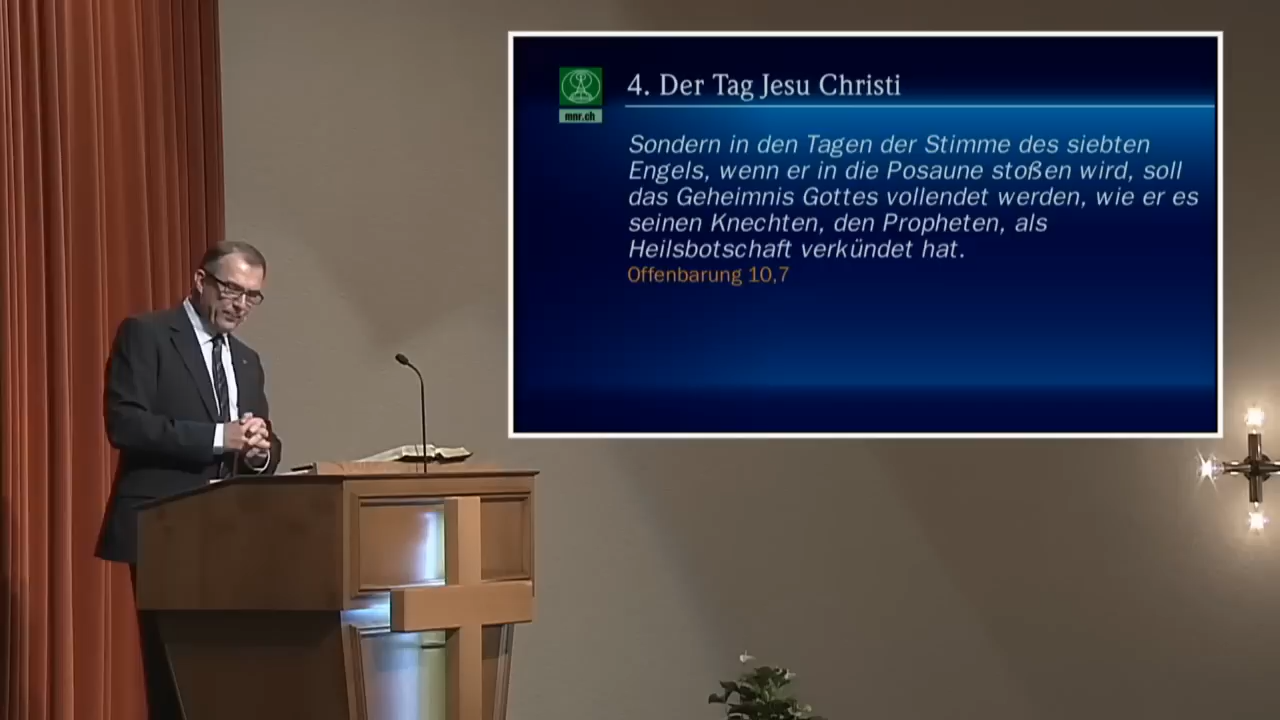 4. Der Tag Jesu Christi
mnr.ch
Sondern in den Tagen der Stimme des siebten
Engels, wenn er in die Posaune stoßen wird, soll
das Geheimnis Gottes vollendet werden, wie er es
seinen Knechten, den Propheten, als
Heilsbotschaft verkündet hat.
Offenbarung 10,7